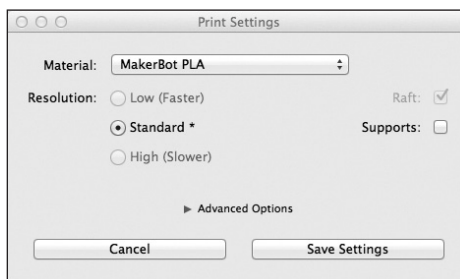 Print Settings
Material: MakerBot PLA
Resolution: Low (Faster) Raft:
Standard * Supports:
High (Slower)
Advanced Options
Cancel Save Settings